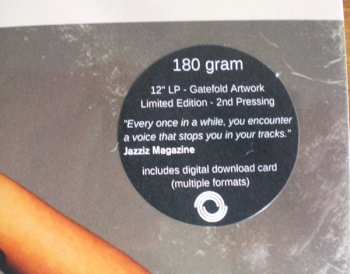 180 gram
12" LP - Gatefold Artwork
Limited Edition - 2nd Pressing
"Every once in a while, you encounter
a voice that stops you in your tracks."
Jazziz Magazine
includes digital download card
(multiple formats)